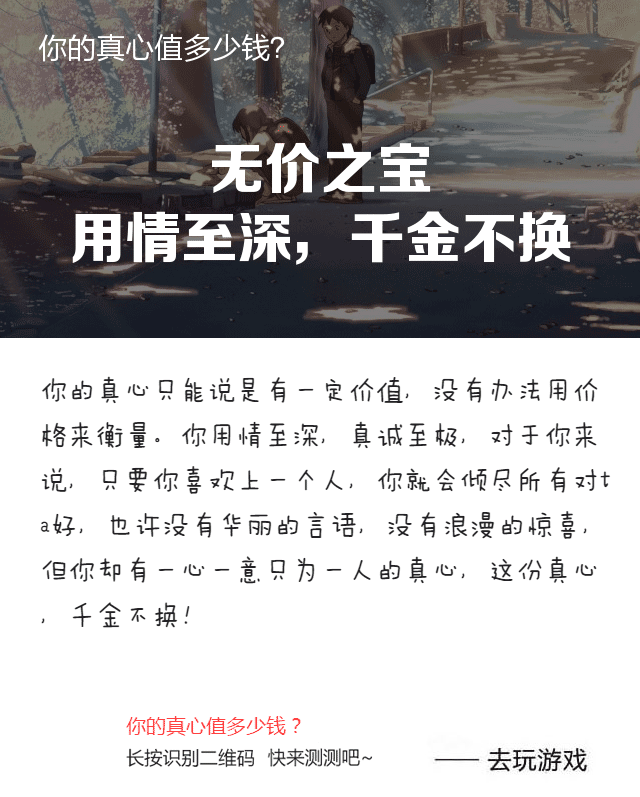 你的真心值多少钱?
无价之宝
用情至深，千金不换
你的真心只能说是有一定价值，没有办法用价
格来衡量。你用情至深，真诚至极，对于你来
说，只要你喜欢上一个人，你就会倾尽所有对t
a好，也许没有华丽的言语，没有浪漫的惊喜，
但你却有一心一意只为一人的真心，这份真心
，千金不换！
你的真心值多少钱？
长按识别二维码 快来测测吧~
—— 去玩游戏